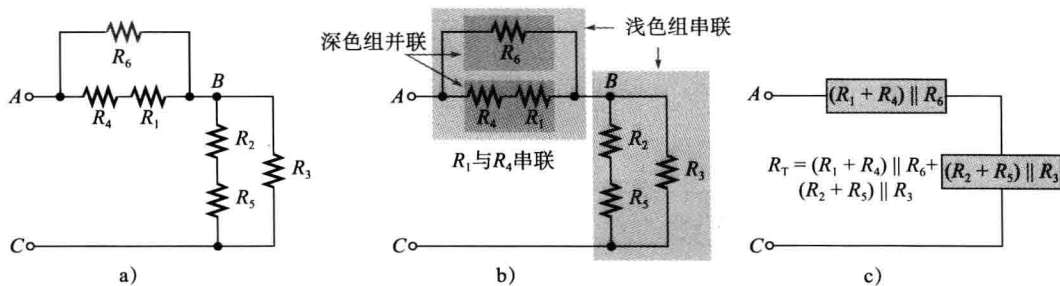 R₆
A
B
R₄
R₁
R₂
R₃
R₅
C
a)
深色组并联
浅色组串联
R₆
A
B
R₄
R₁
R₂
R₁与R₄串联
R₃
R₅
C
b)
A
(R₁ + R₄) || R₆
R_T = (R₁ + R₄) || R₆+
(R₂ + R₅) || R₃
(R₂ + R₅) || R₃
C
c)